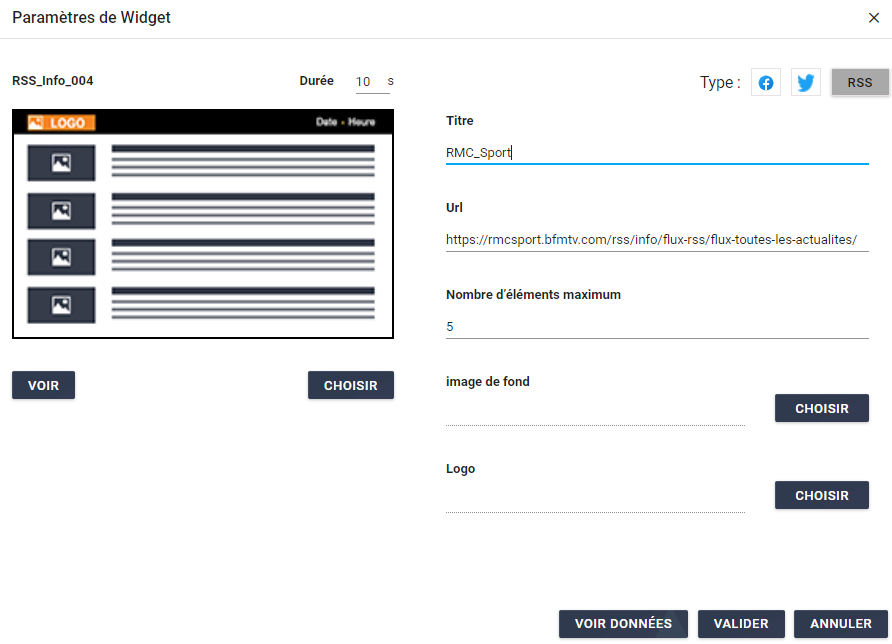 Paramètres de Widget
RSS_Info_004
Durée 10 s
LOGO
Date - Heure
VOIR
CHOISIR
Type : RSS
Titre
RMC_Sport
Url
https://rmcsport.bfmtv.com/rss/info/flux-rss/flux-toutes-les-actualites/
Nombre d'éléments maximum
5
image de fond
CHOISIR
Logo
CHOISIR
VOIR DONNÉES
VALIDER
ANNULER